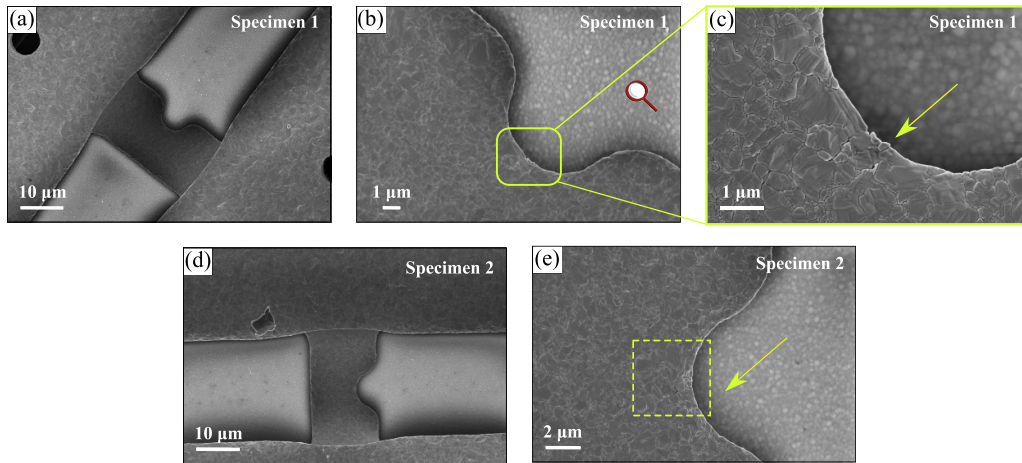 (a)
Specimen 1
10 µm
(b)
Specimen 1
1 µm
(c)
Specimen 1
1 µm
(d)
Specimen 2
10 µm
(e)
Specimen 2
2 µm